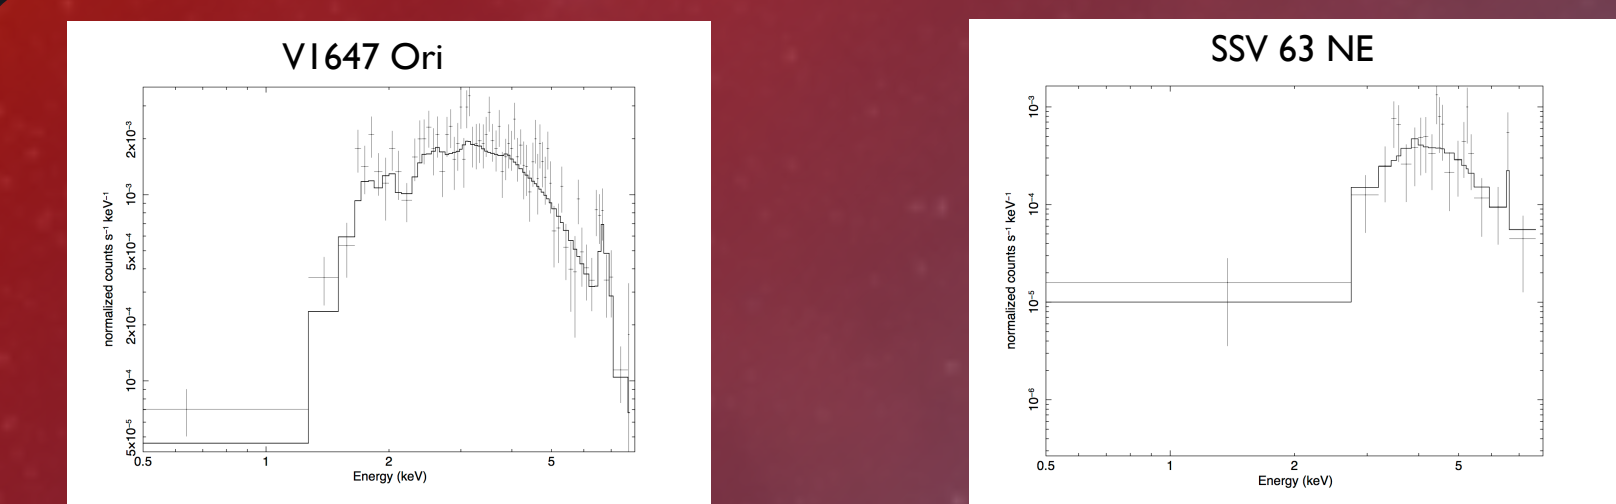 V1647 Ori
2×10⁻³
10⁻³
5×10⁻⁴
2×10⁻⁴
10⁻⁴
5×10⁻⁵
normalized counts s⁻¹ keV⁻¹
0.5 1 2 5
Energy (keV)
SSV 63 NE
10⁻³
10⁻⁴
10⁻⁵
10⁻⁶
normalized counts s⁻¹ keV⁻¹
0.5 1 2 5
Energy (keV)